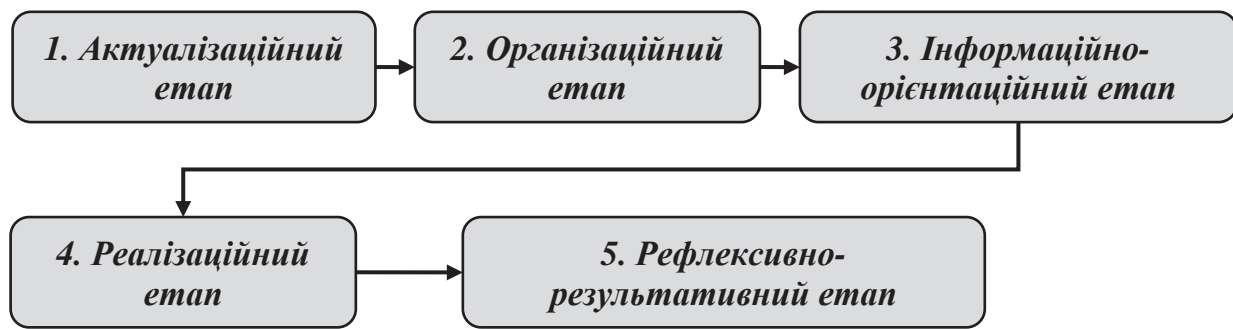 1. Актуалізаційний
етап
2. Організаційний
етап
3. Інформаційно-
орієнтаційний етап
4. Реалізаційний
етап
5. Рефлексивно-
результативний етап